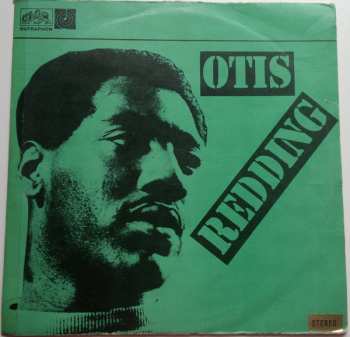 SUPRAPHON
OTIS
REDDING
STEREO